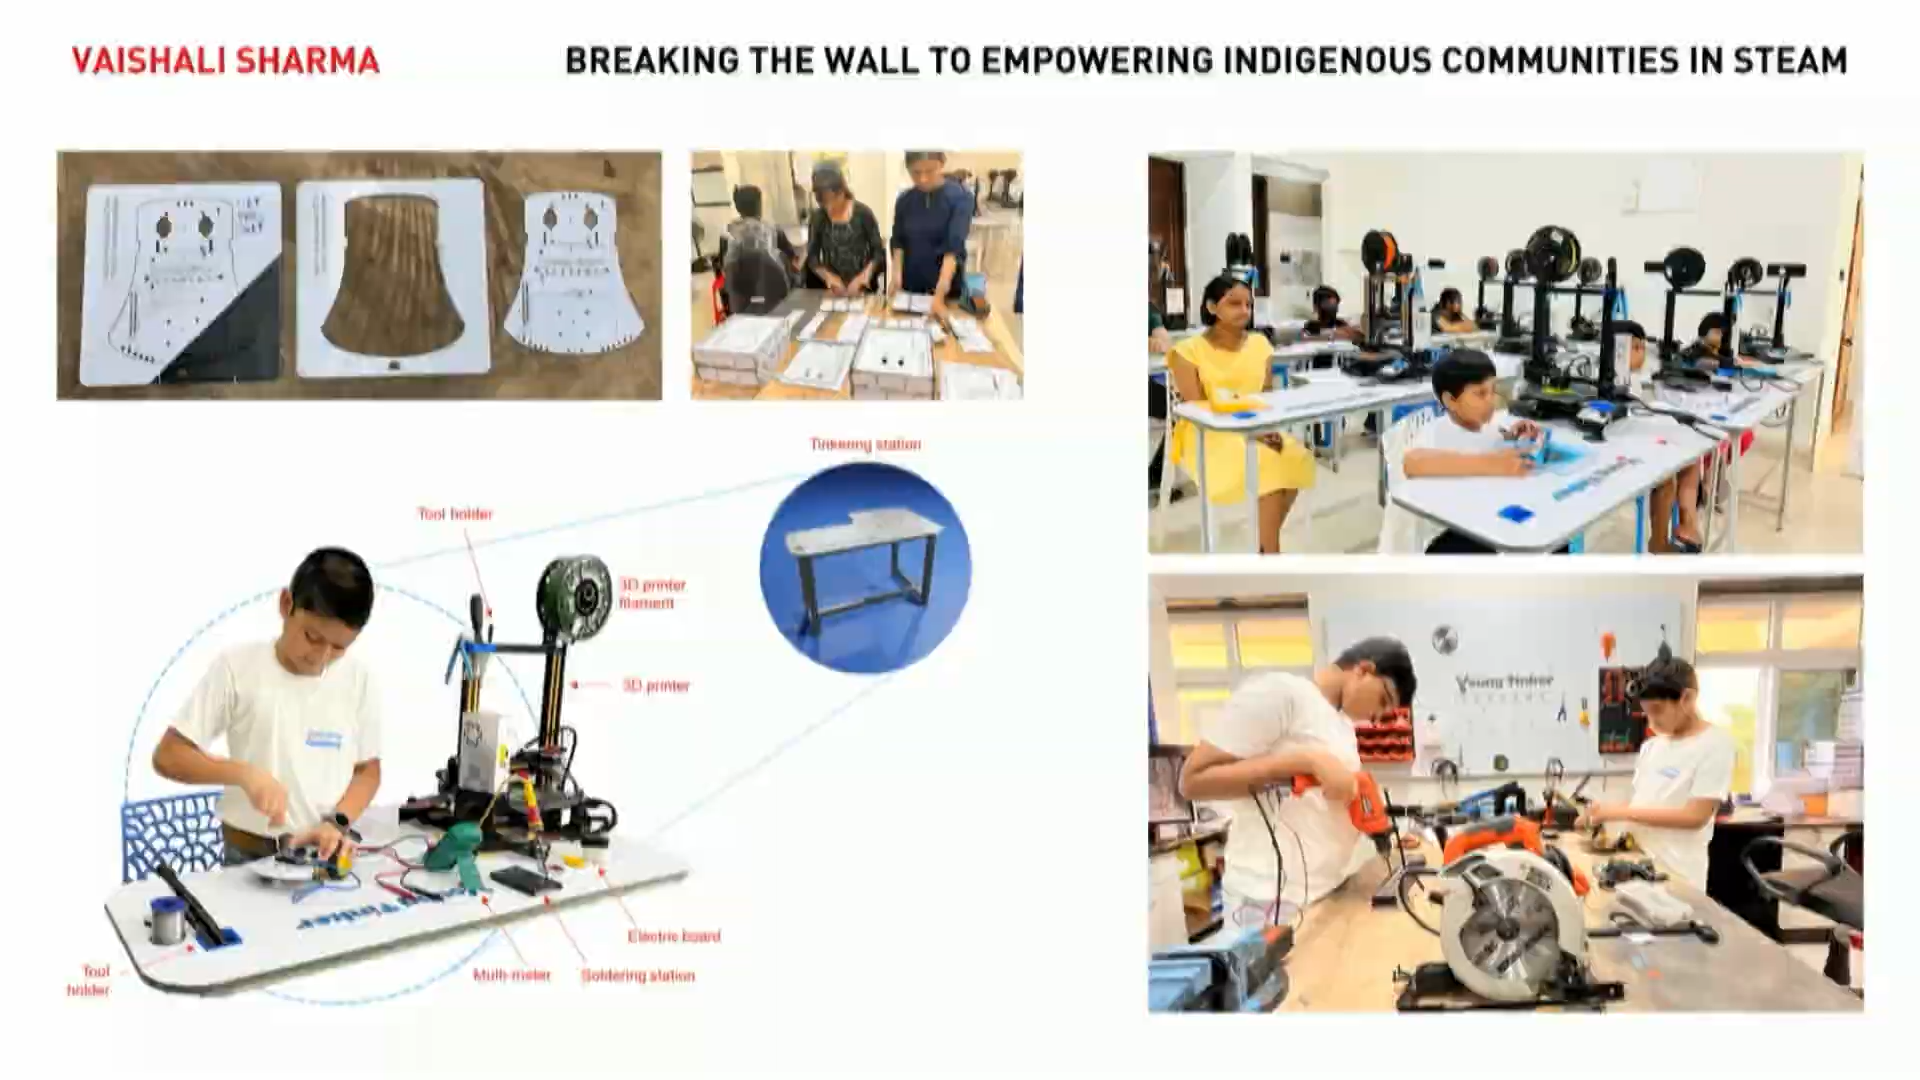 VAISHALI SHARMA
BREAKING THE WALL TO EMPOWERING INDIGENOUS COMMUNITIES IN STEAM
Tinkering station
Tool holder
3D printer
filament
3D printer
Electric board
Multi-meter
Soldering station
Tool
holder
Tinker
Young Tinker